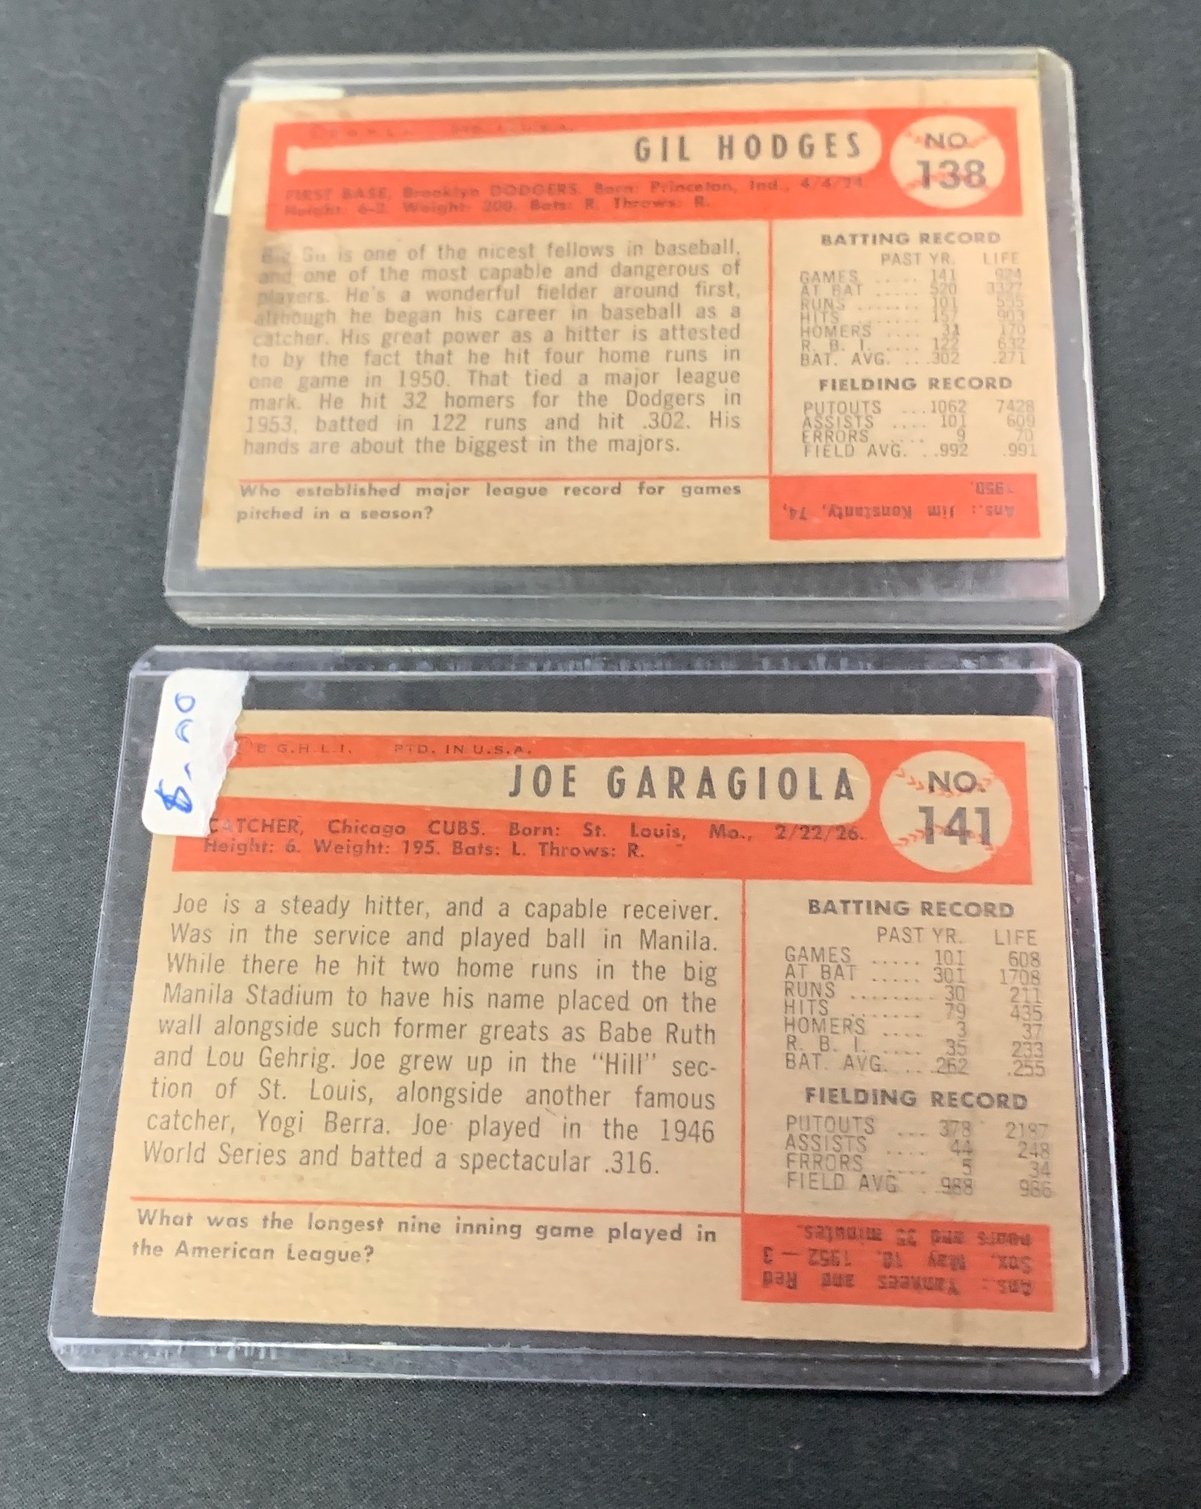 GIL HODGES
NO.
138
FIRST BASE, Brooklyn DODGERS. Born: Princeton, Ind., 4/4/24.
Height: 6-2. Weight: 200. Bats: R. Throws: R.
Big Gil is one of the nicest fellows in baseball,
and one of the most capable and dangerous of
players. He's a wonderful fielder around first,
although he began his career in baseball as a
catcher. His great power as a hitter is attested
to by the fact that he hit four home runs in
one game in 1950. That tied a major league
mark. He hit 32 homers for the Dodgers in
1953, batted in 122 runs and hit .302. His
hands are about the biggest in the majors.
BATTING RECORD
PAST YR. LIFE
GAMES ..... 141 924
AT BAT ..... 520 3327
RUNS ........ 101 555
HITS ........ 157 903
HOMERS .... 31 170
R. B. I. ..... 122 632
BAT. AVG. ...302 .271
FIELDING RECORD
PUTOUTS ...1062 7428
ASSISTS .... 101 609
ERRORS .... 9 70
FIELD AVG. ..992 .991
Who established major league record for games
pitched in a season?
Ans.: Jim Konstanty, 74,
1950.
$
E G.H.L.I. PTD. IN U.S.A.
JOE GARAGIOLA
NO.
141
CATCHER, Chicago CUBS. Born: St. Louis, Mo., 2/22/26.
Height: 6. Weight: 195. Bats: L. Throws: R.
Joe is a steady hitter, and a capable receiver.
Was in the service and played ball in Manila.
While there he hit two home runs in the big
Manila Stadium to have his name placed on the
wall alongside such former greats as Babe Ruth
and Lou Gehrig. Joe grew up in the "Hill" sec-
tion of St. Louis, alongside another famous
catcher, Yogi Berra. Joe played in the 1946
World Series and batted a spectacular .316.
BATTING RECORD
PAST YR. LIFE
GAMES ..... 101 608
AT BAT ..... 301 1708
RUNS ........ 30 211
HITS ........ 79 435
HOMERS .... 3 37
R. B. I. ..... 35 233
BAT. AVG. ...262 .255
FIELDING RECORD
PUTOUTS ... 378 2187
ASSISTS .... 44 248
ERRORS .... 5 34
FIELD AVG. .988 986
What was the longest nine inning game played in
the American League?
Ans.: Yankees and Red
Sox, May 10, 1952 — 3
hours and 25 minutes.